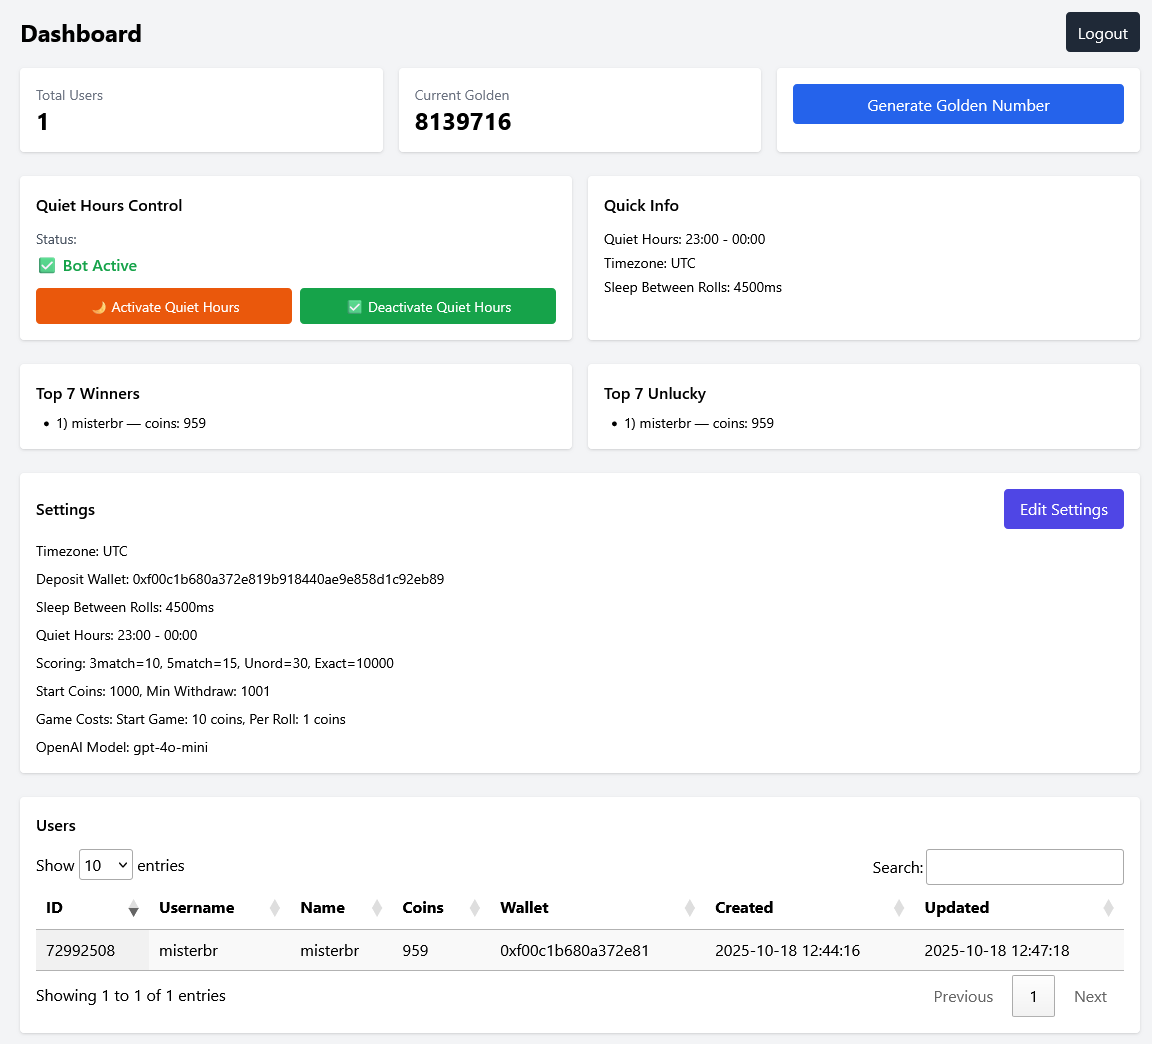 Dashboard
Logout
Total Users
1
Current Golden
8139716
Generate Golden Number
Quiet Hours Control
Status:
✅ Bot Active
🌙 Activate Quiet Hours
✅ Deactivate Quiet Hours
Quick Info
Quiet Hours: 23:00 - 00:00
Timezone: UTC
Sleep Between Rolls: 4500ms
Top 7 Winners
• 1) misterbr — coins: 959
Top 7 Unlucky
• 1) misterbr — coins: 959
Settings
Edit Settings
Timezone: UTC
Deposit Wallet: 0xf00c1b680a372e819b918440ae9e858d1c92eb89
Sleep Between Rolls: 4500ms
Quiet Hours: 23:00 - 00:00
Scoring: 3match=10, 5match=15, Unord=30, Exact=10000
Start Coins: 1000, Min Withdraw: 1001
Game Costs: Start Game: 10 coins, Per Roll: 1 coins
OpenAI Model: gpt-4o-mini
Users
Show 10 entries
Search:
ID Username Name Coins Wallet Created Updated
72992508 misterbr misterbr 959 0xf00c1b680a372e81 2025-10-18 12:44:16 2025-10-18 12:47:18
Showing 1 to 1 of 1 entries
Previous 1 Next